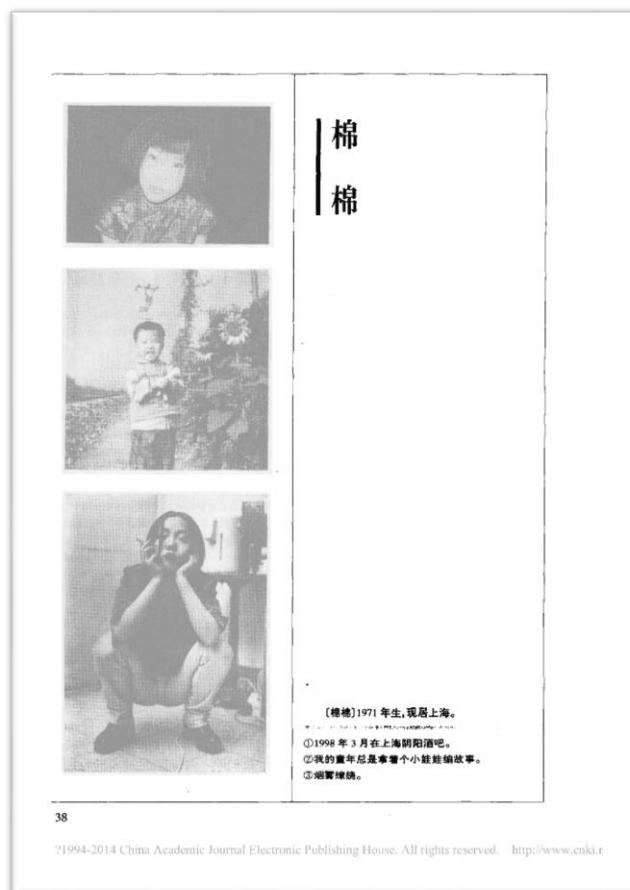 棉
棉
〔棉棉〕1971 年生,现居上海。
①1998 年 3 月在上海阴阳酒吧。
②我的童年总是拿着个小娃娃编故事。
③烟雾缭绕。
38
?1994-2014 China Academic Journal Electronic Publishing House. All rights reserved. http://www.cnki.r